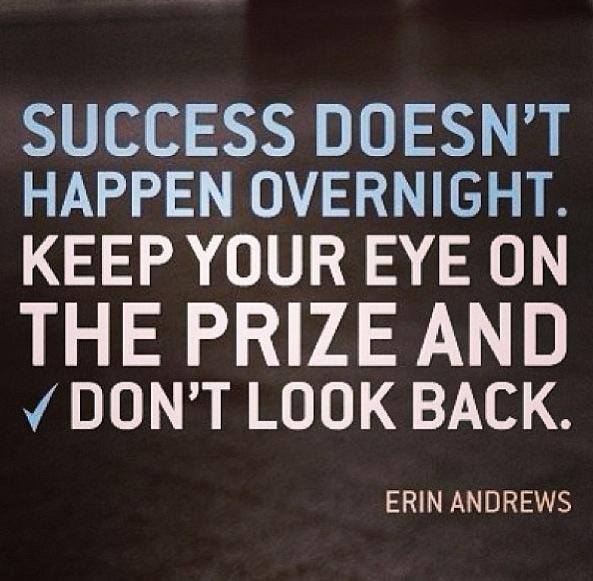 SUCCESS DOESN'T
HAPPEN OVERNIGHT.
KEEP YOUR EYE ON
THE PRIZE AND
✓ DON'T LOOK BACK.
ERIN ANDREWS